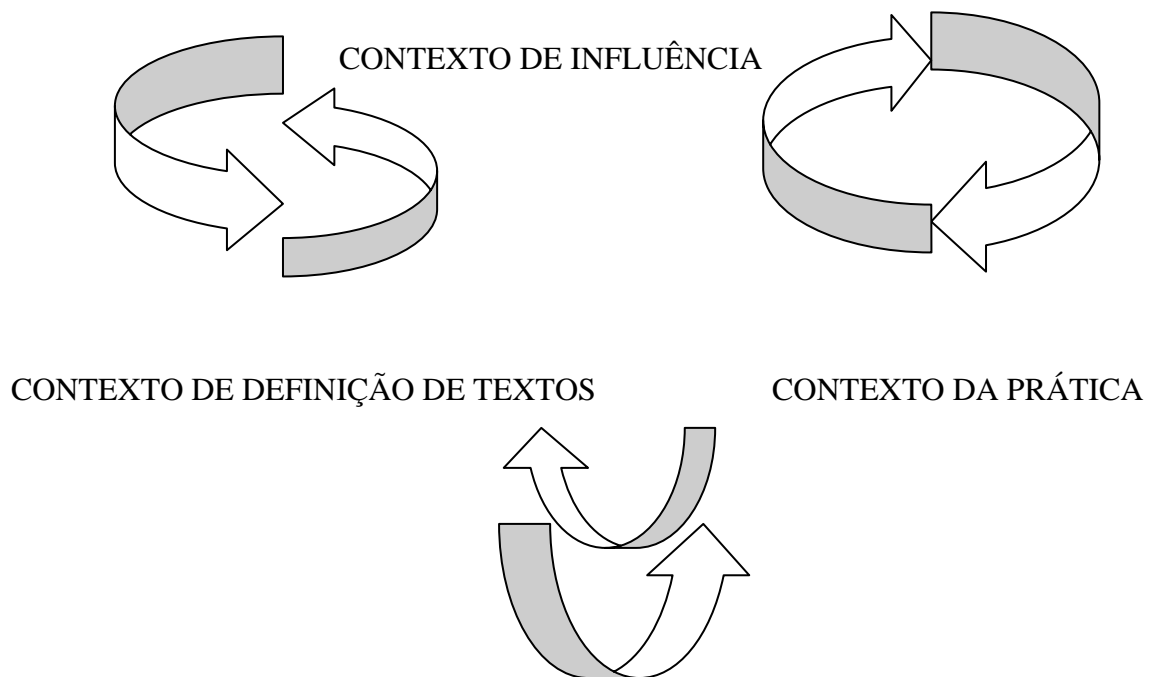 CONTEXTO DE INFLUÊNCIA
CONTEXTO DE DEFINIÇÃO DE TEXTOS
CONTEXTO DA PRÁTICA